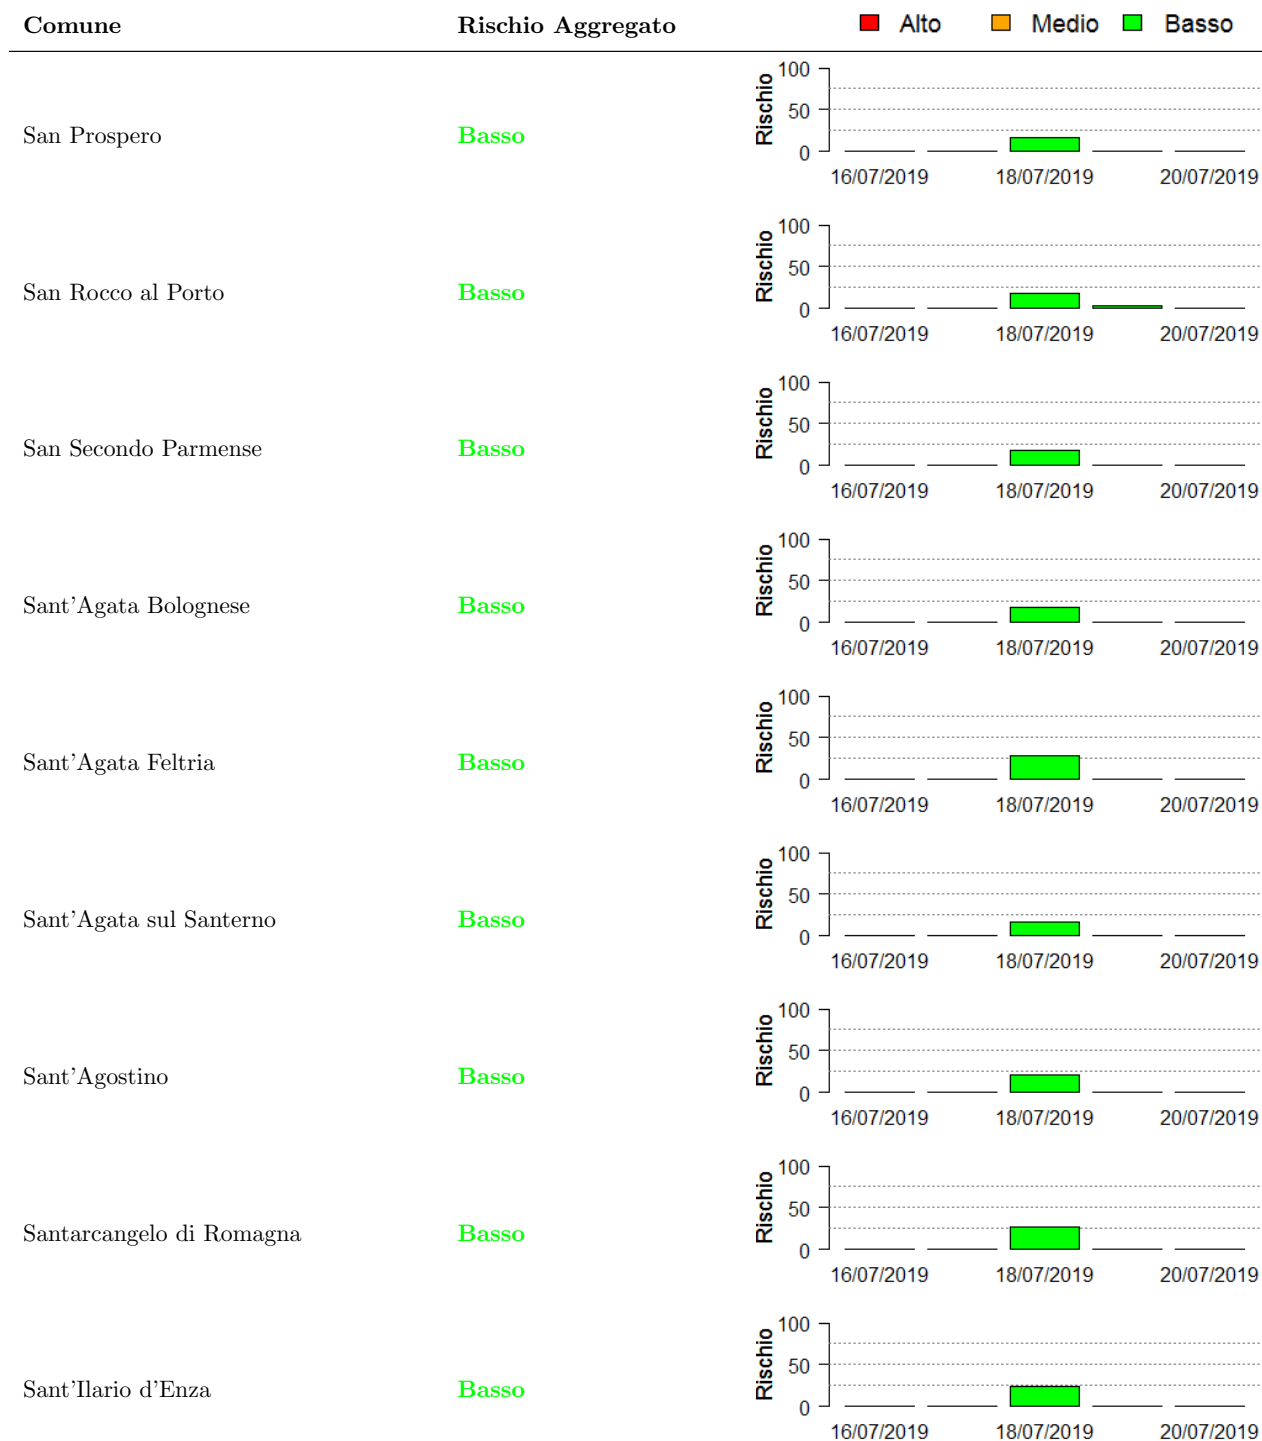 Comune Rischio Aggregato Alto Medio Basso
100
50
0
Rischio
San Prospero Basso
16/07/2019 18/07/2019 20/07/2019
100
50
0
Rischio
San Rocco al Porto Basso
16/07/2019 18/07/2019 20/07/2019
100
50
0
Rischio
San Secondo Parmense Basso
16/07/2019 18/07/2019 20/07/2019
100
50
0
Rischio
Sant'Agata Bolognese Basso
16/07/2019 18/07/2019 20/07/2019
100
50
0
Rischio
Sant'Agata Feltria Basso
16/07/2019 18/07/2019 20/07/2019
100
50
0
Rischio
Sant'Agata sul Santerno Basso
16/07/2019 18/07/2019 20/07/2019
100
50
0
Rischio
Sant'Agostino Basso
16/07/2019 18/07/2019 20/07/2019
100
50
0
Rischio
Santarcangelo di Romagna Basso
16/07/2019 18/07/2019 20/07/2019
100
50
0
Rischio
Sant'Ilario d'Enza Basso
16/07/2019 18/07/2019 20/07/2019